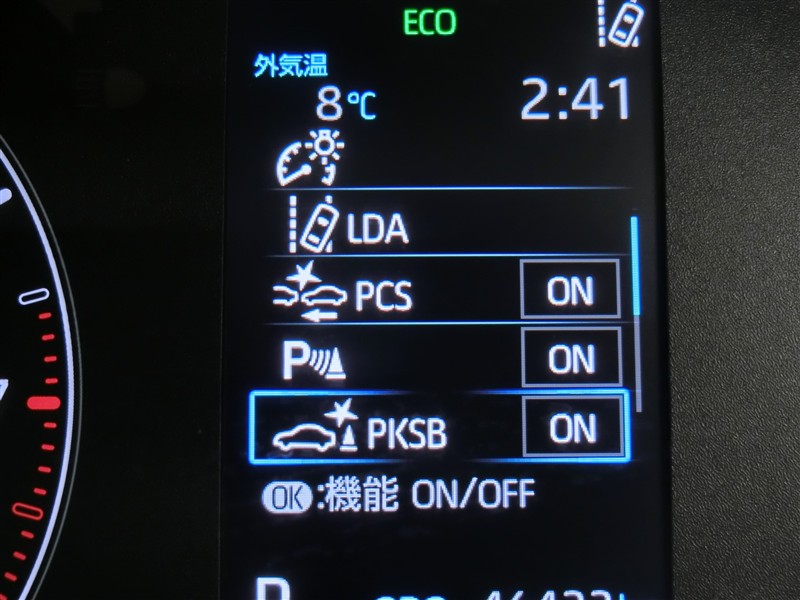 ECO
外気温
8℃ 2:41
LDA
PCS ON
P ON
PKSB ON
OK:機能 ON/OFF